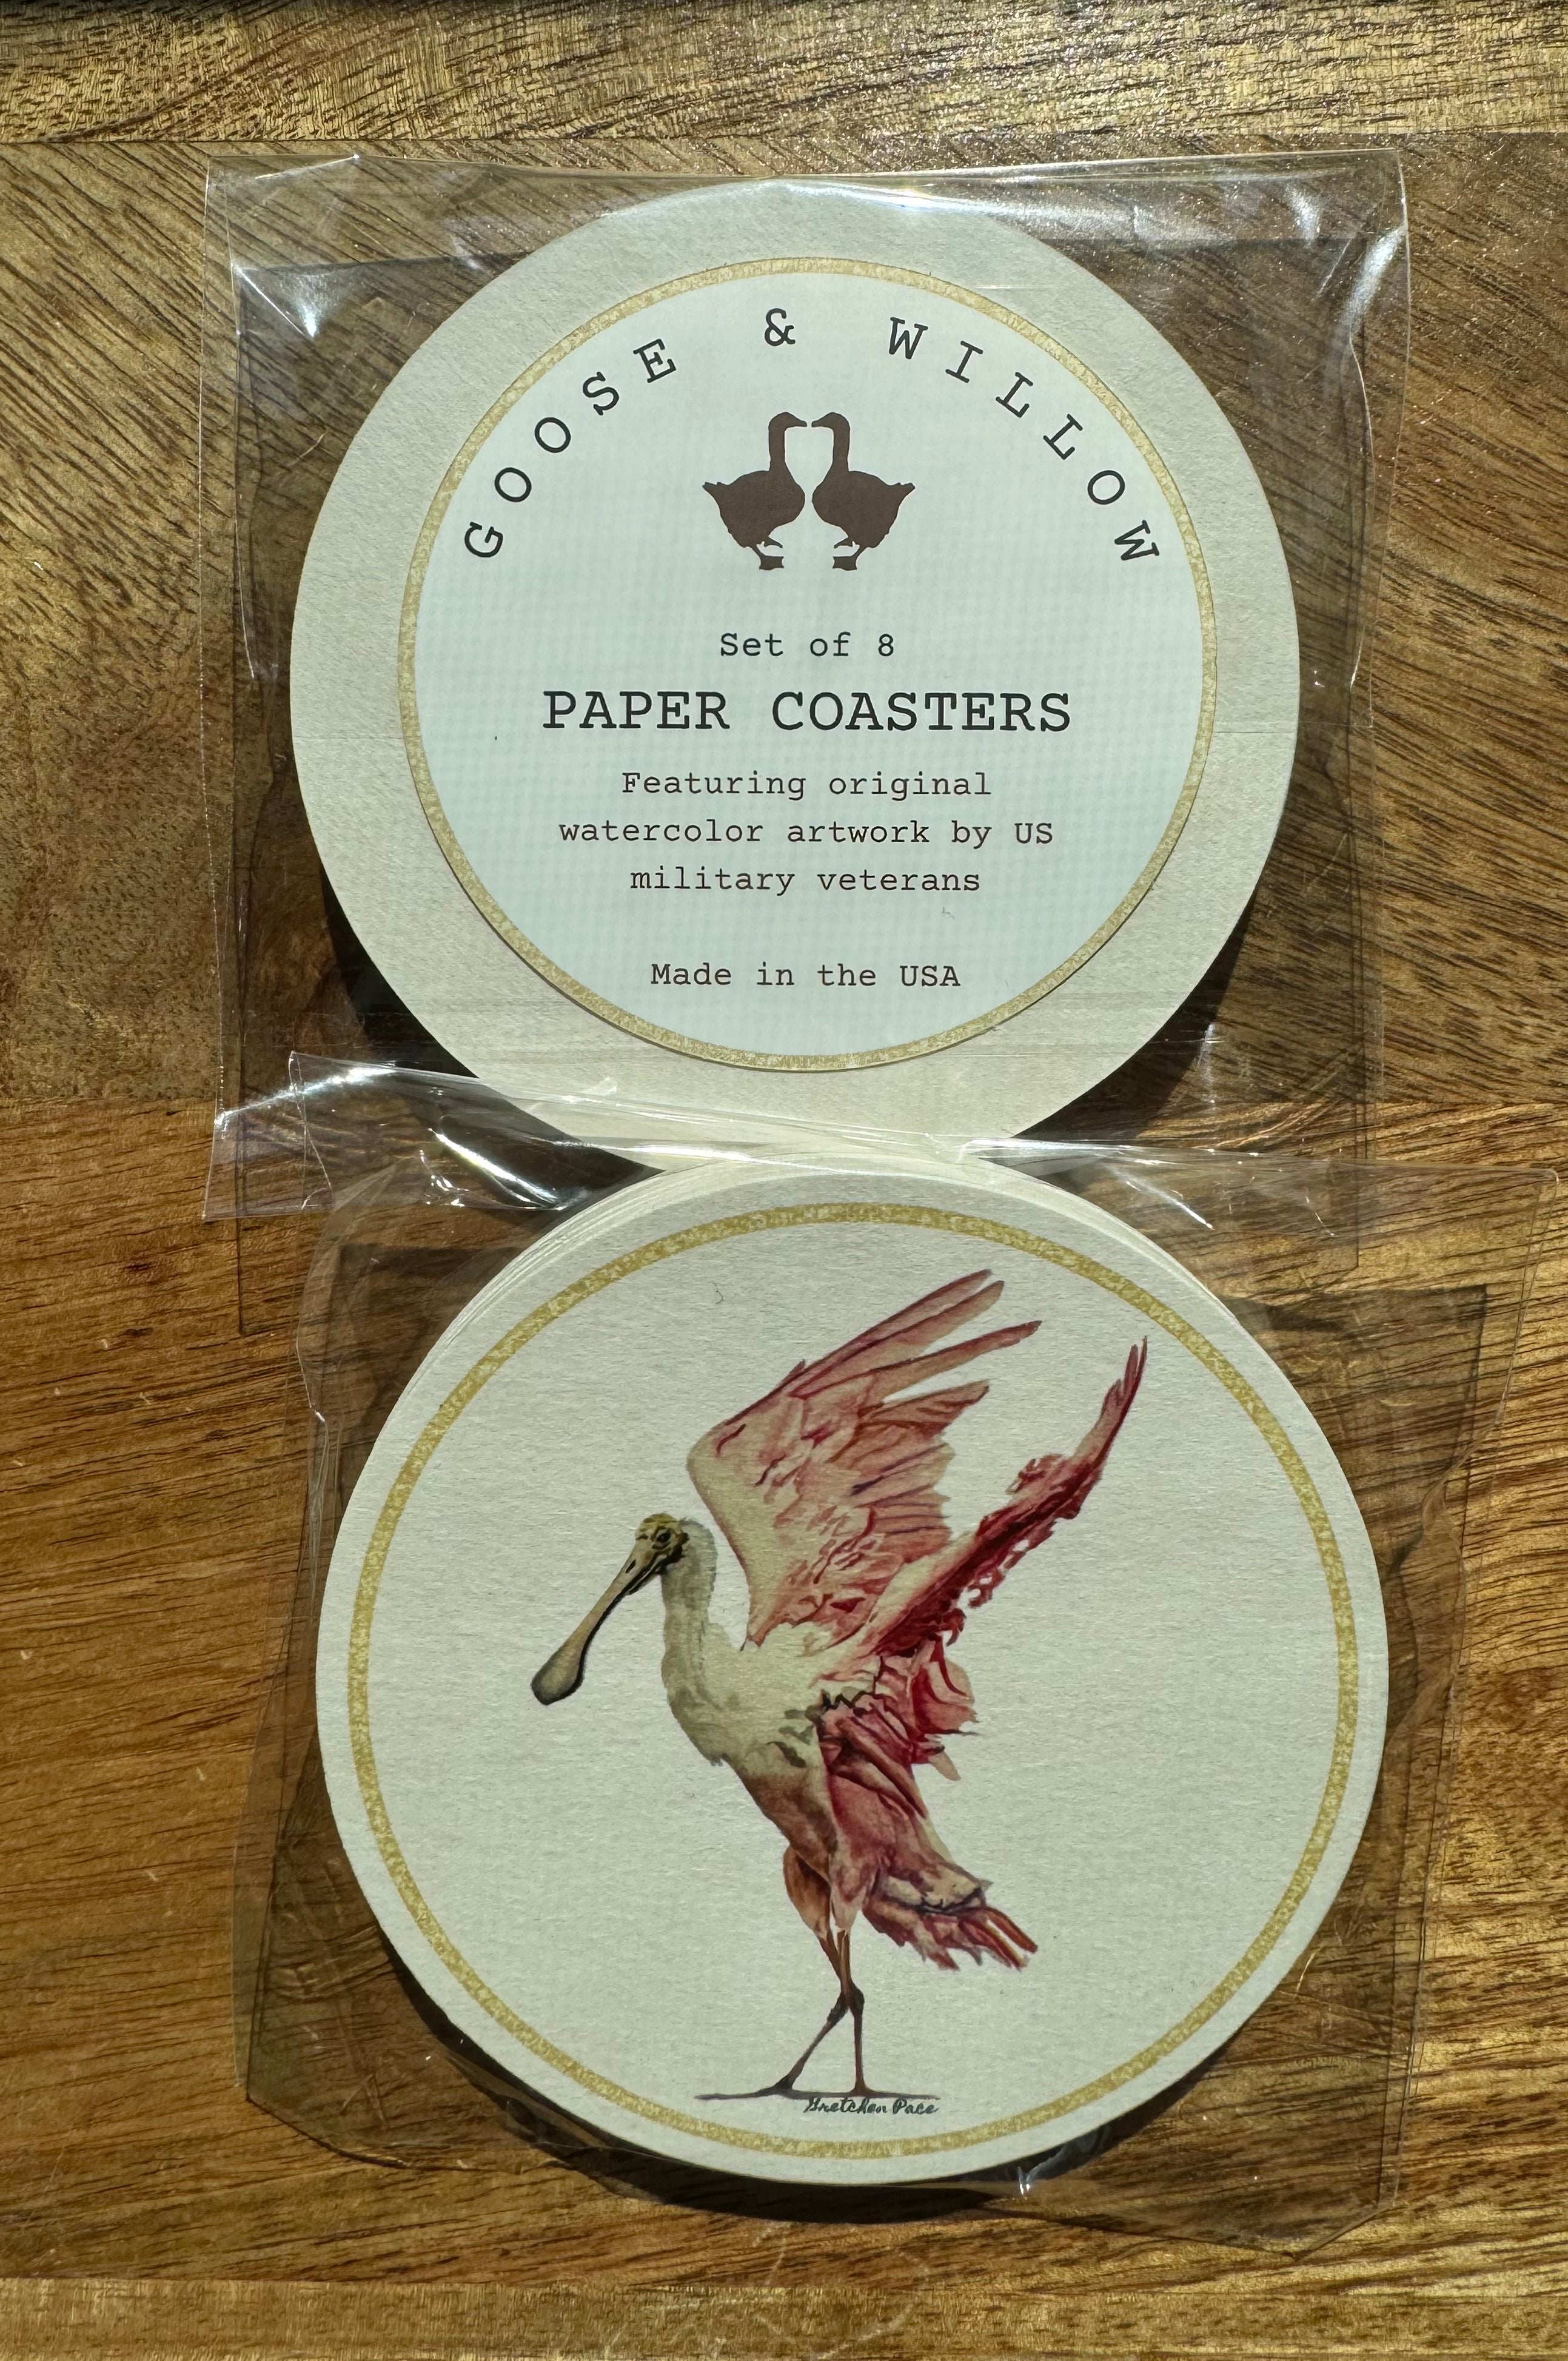 GOOSE & WILLOW
Set of 8
PAPER COASTERS
Featuring original
watercolor artwork by US
military veterans
Made in the USA
Gretchen Pace